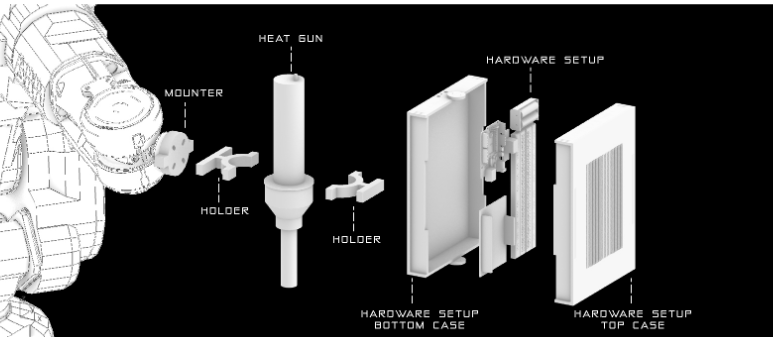 HEAT GUN
HARDWARE SETUP
MOUNTER
HOLDER
HOLDER
HARDWARE SETUP
BOTTOM CASE
HARDWARE SETUP
TOP CASE